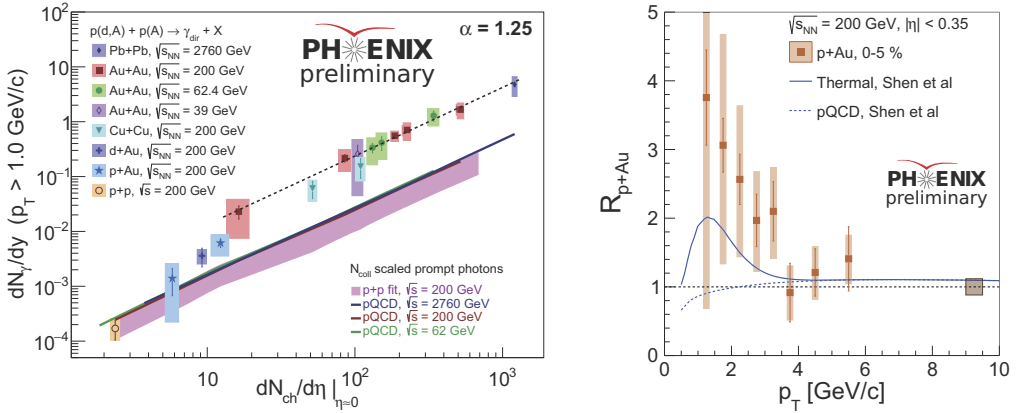 p(d,A) + p(A) → γdir + X
α = 1.25
Pb+Pb, √sNN = 2760 GeV
Au+Au, √sNN = 200 GeV
Au+Au, √sNN = 62.4 GeV
Au+Au, √sNN = 39 GeV
Cu+Cu, √sNN = 200 GeV
d+Au, √sNN = 200 GeV
p+Au, √sNN = 200 GeV
p+p, √s = 200 GeV
PHENIX
preliminary
dNγ/dy (pT > 1.0 GeV/c)
10²
10
1
10⁻¹
10⁻²
10⁻³
10⁻⁴
Ncoll scaled prompt photons
p+p fit, √s = 200 GeV
pQCD, √s = 2760 GeV
pQCD, √s = 200 GeV
pQCD, √s = 62 GeV
10 10² 10³
dNch/dη |η≈0
√sNN = 200 GeV, |η| < 0.35
p+Au, 0-5 %
Thermal, Shen et al
pQCD, Shen et al
PHENIX
preliminary
Rp+Au
5
4
3
2
1
0
0 2 4 6 8 10
pT [GeV/c]